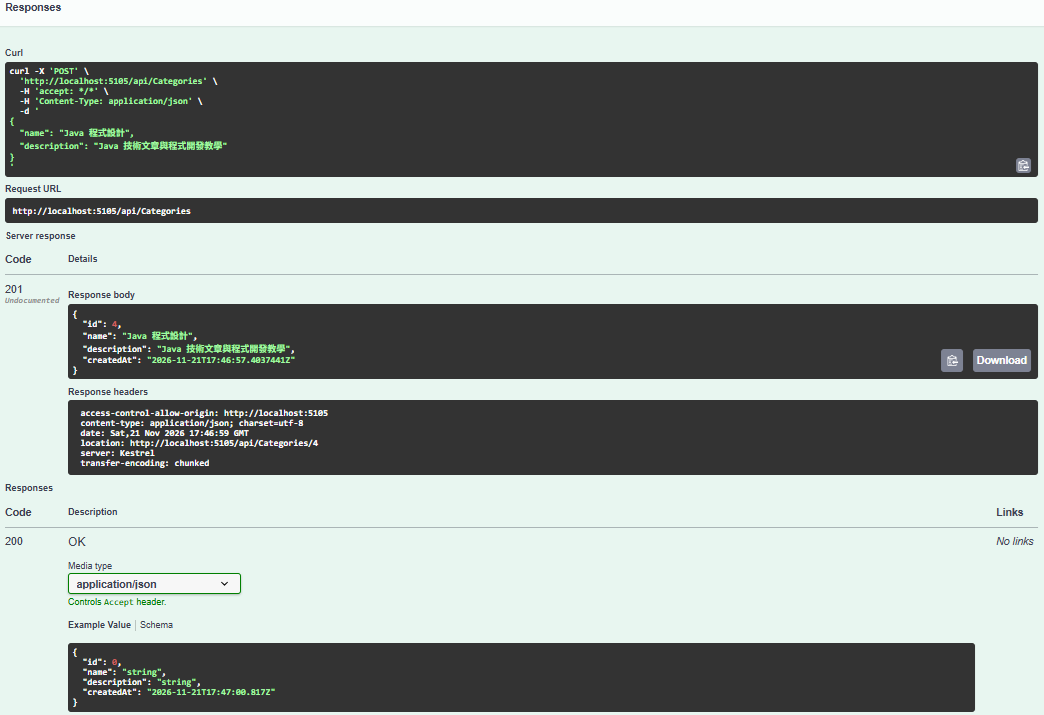 Responses
Curl
curl -X 'POST' \
'http://localhost:5105/api/Categories' \
-H 'accept: */*' \
-H 'Content-Type: application/json' \
-d '
{
"name": "Java 程式設計",
"description": "Java 技術文章與程式開發教學"
}
'
Request URL
http://localhost:5105/api/Categories
Server response
Code Details
201
Undocumented
Response body
{
"id": 4,
"name": "Java 程式設計",
"description": "Java 技術文章與程式開發教學",
"createdAt": "2026-11-21T17:46:57.4037441Z"
}
Download
Response headers
access-control-allow-origin: http://localhost:5105
content-type: application/json; charset=utf-8
date: Sat,21 Nov 2026 17:46:59 GMT
location: http://localhost:5105/api/Categories/4
server: Kestrel
transfer-encoding: chunked
Responses
Code Description Links
200 OK No links
Media type
application/json
Controls Accept header.
Example Value | Schema
{
"id": 0,
"name": "string",
"description": "string",
"createdAt": "2026-11-21T17:47:00.817Z"
}